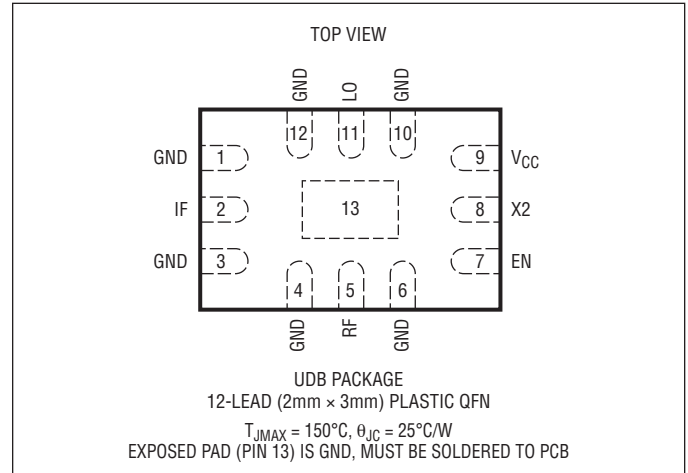 TOP VIEW
GND
LO
GND
12
11
10
GND 1
9 VCC
IF 2
13
8 X2
GND 3
7 EN
4
5
6
GND
RF
GND
UDB PACKAGE
12-LEAD (2mm × 3mm) PLASTIC QFN
TJMAX = 150°C, θJC = 25°C/W
EXPOSED PAD (PIN 13) IS GND, MUST BE SOLDERED TO PCB